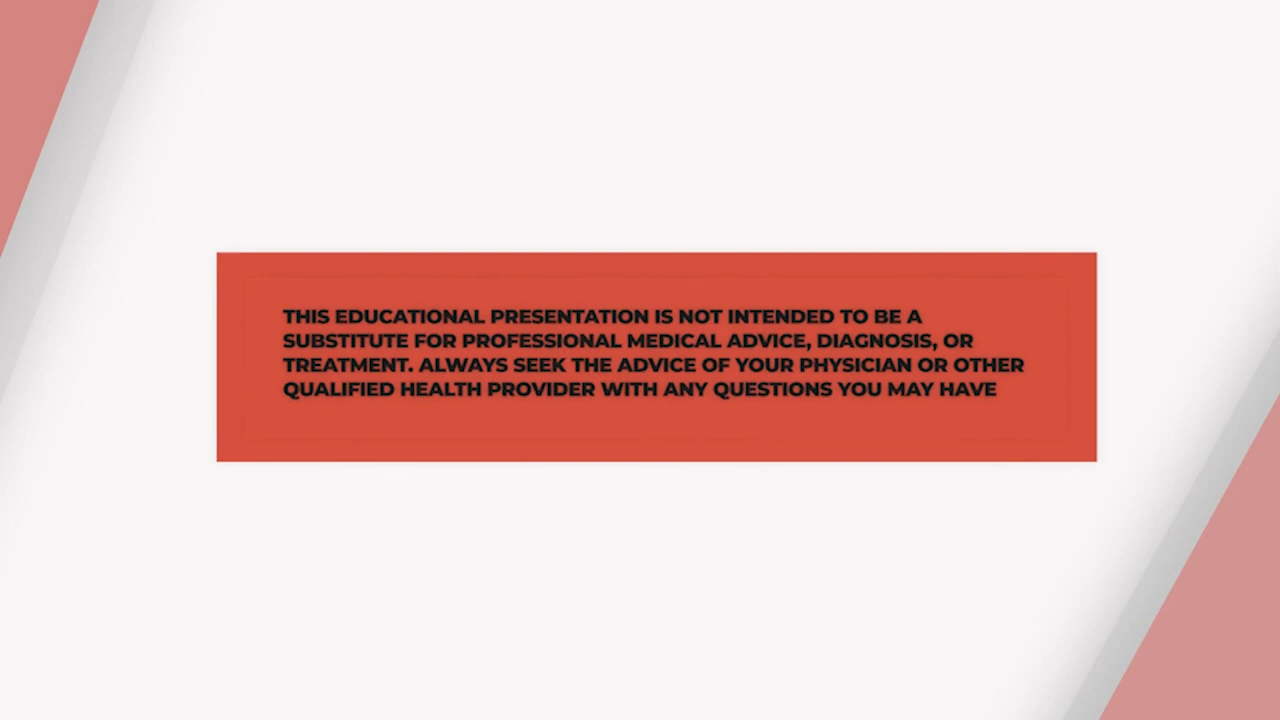 THIS EDUCATIONAL PRESENTATION IS NOT INTENDED TO BE A
SUBSTITUTE FOR PROFESSIONAL MEDICAL ADVICE, DIAGNOSIS, OR
TREATMENT. ALWAYS SEEK THE ADVICE OF YOUR PHYSICIAN OR OTHER
QUALIFIED HEALTH PROVIDER WITH ANY QUESTIONS YOU MAY HAVE